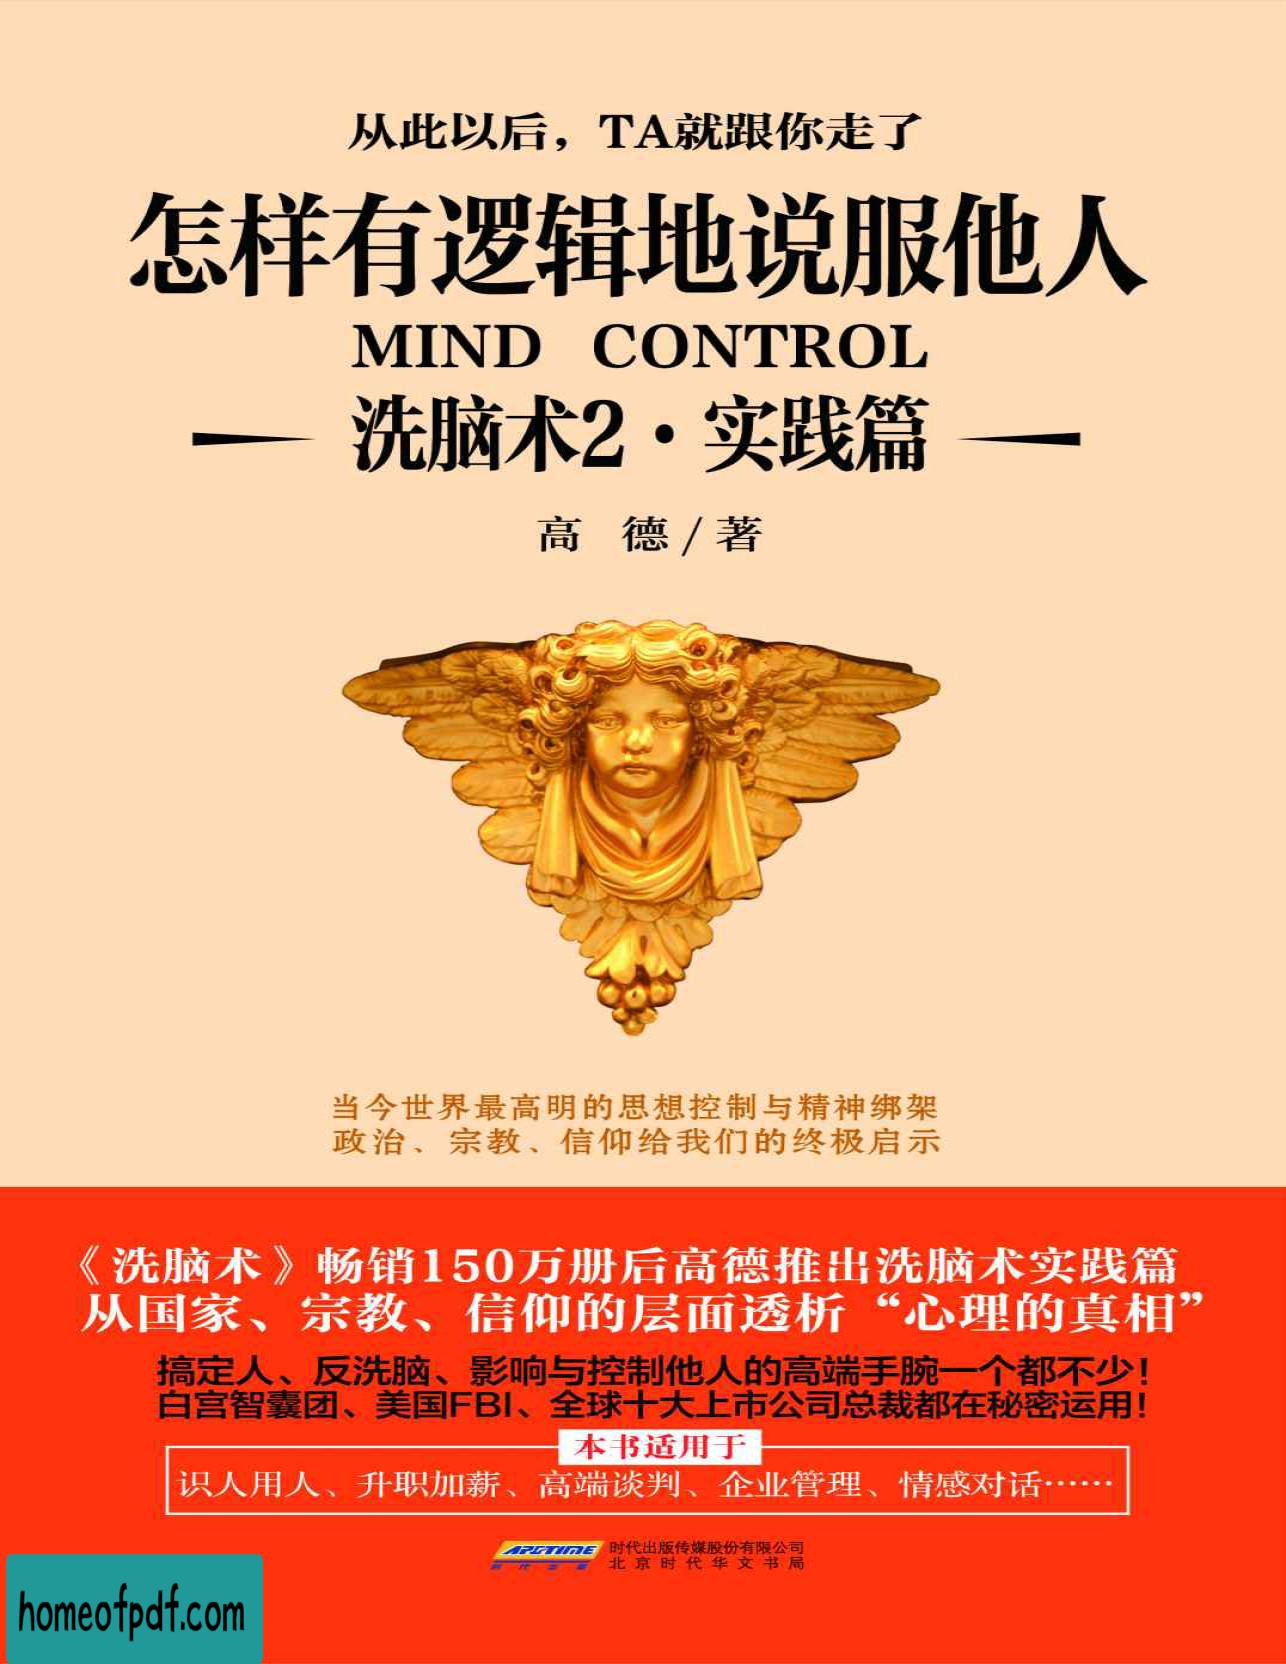 从此以后，TA就跟你走了
怎样有逻辑地说服他人
MIND CONTROL
洗脑术2·实践篇
高 德/著
当今世界最高明的思想控制与精神绑架
政治、宗教、信仰给我们的终极启示
《洗脑术》畅销150万册后高德推出洗脑术实践篇
从国家、宗教、信仰的层面透析“心理的真相”
搞定人、反洗脑、影响与控制他人的高端手腕一个都不少！
白宫智囊团、美国FBI、全球十大上市公司总裁都在秘密运用！
本书适用于
识人用人、升职加薪、高端谈判、企业管理、情感对话……
ARCTIME 时代出版传媒股份有限公司
时代出版 北京时代华文书局
homeofpdf.com